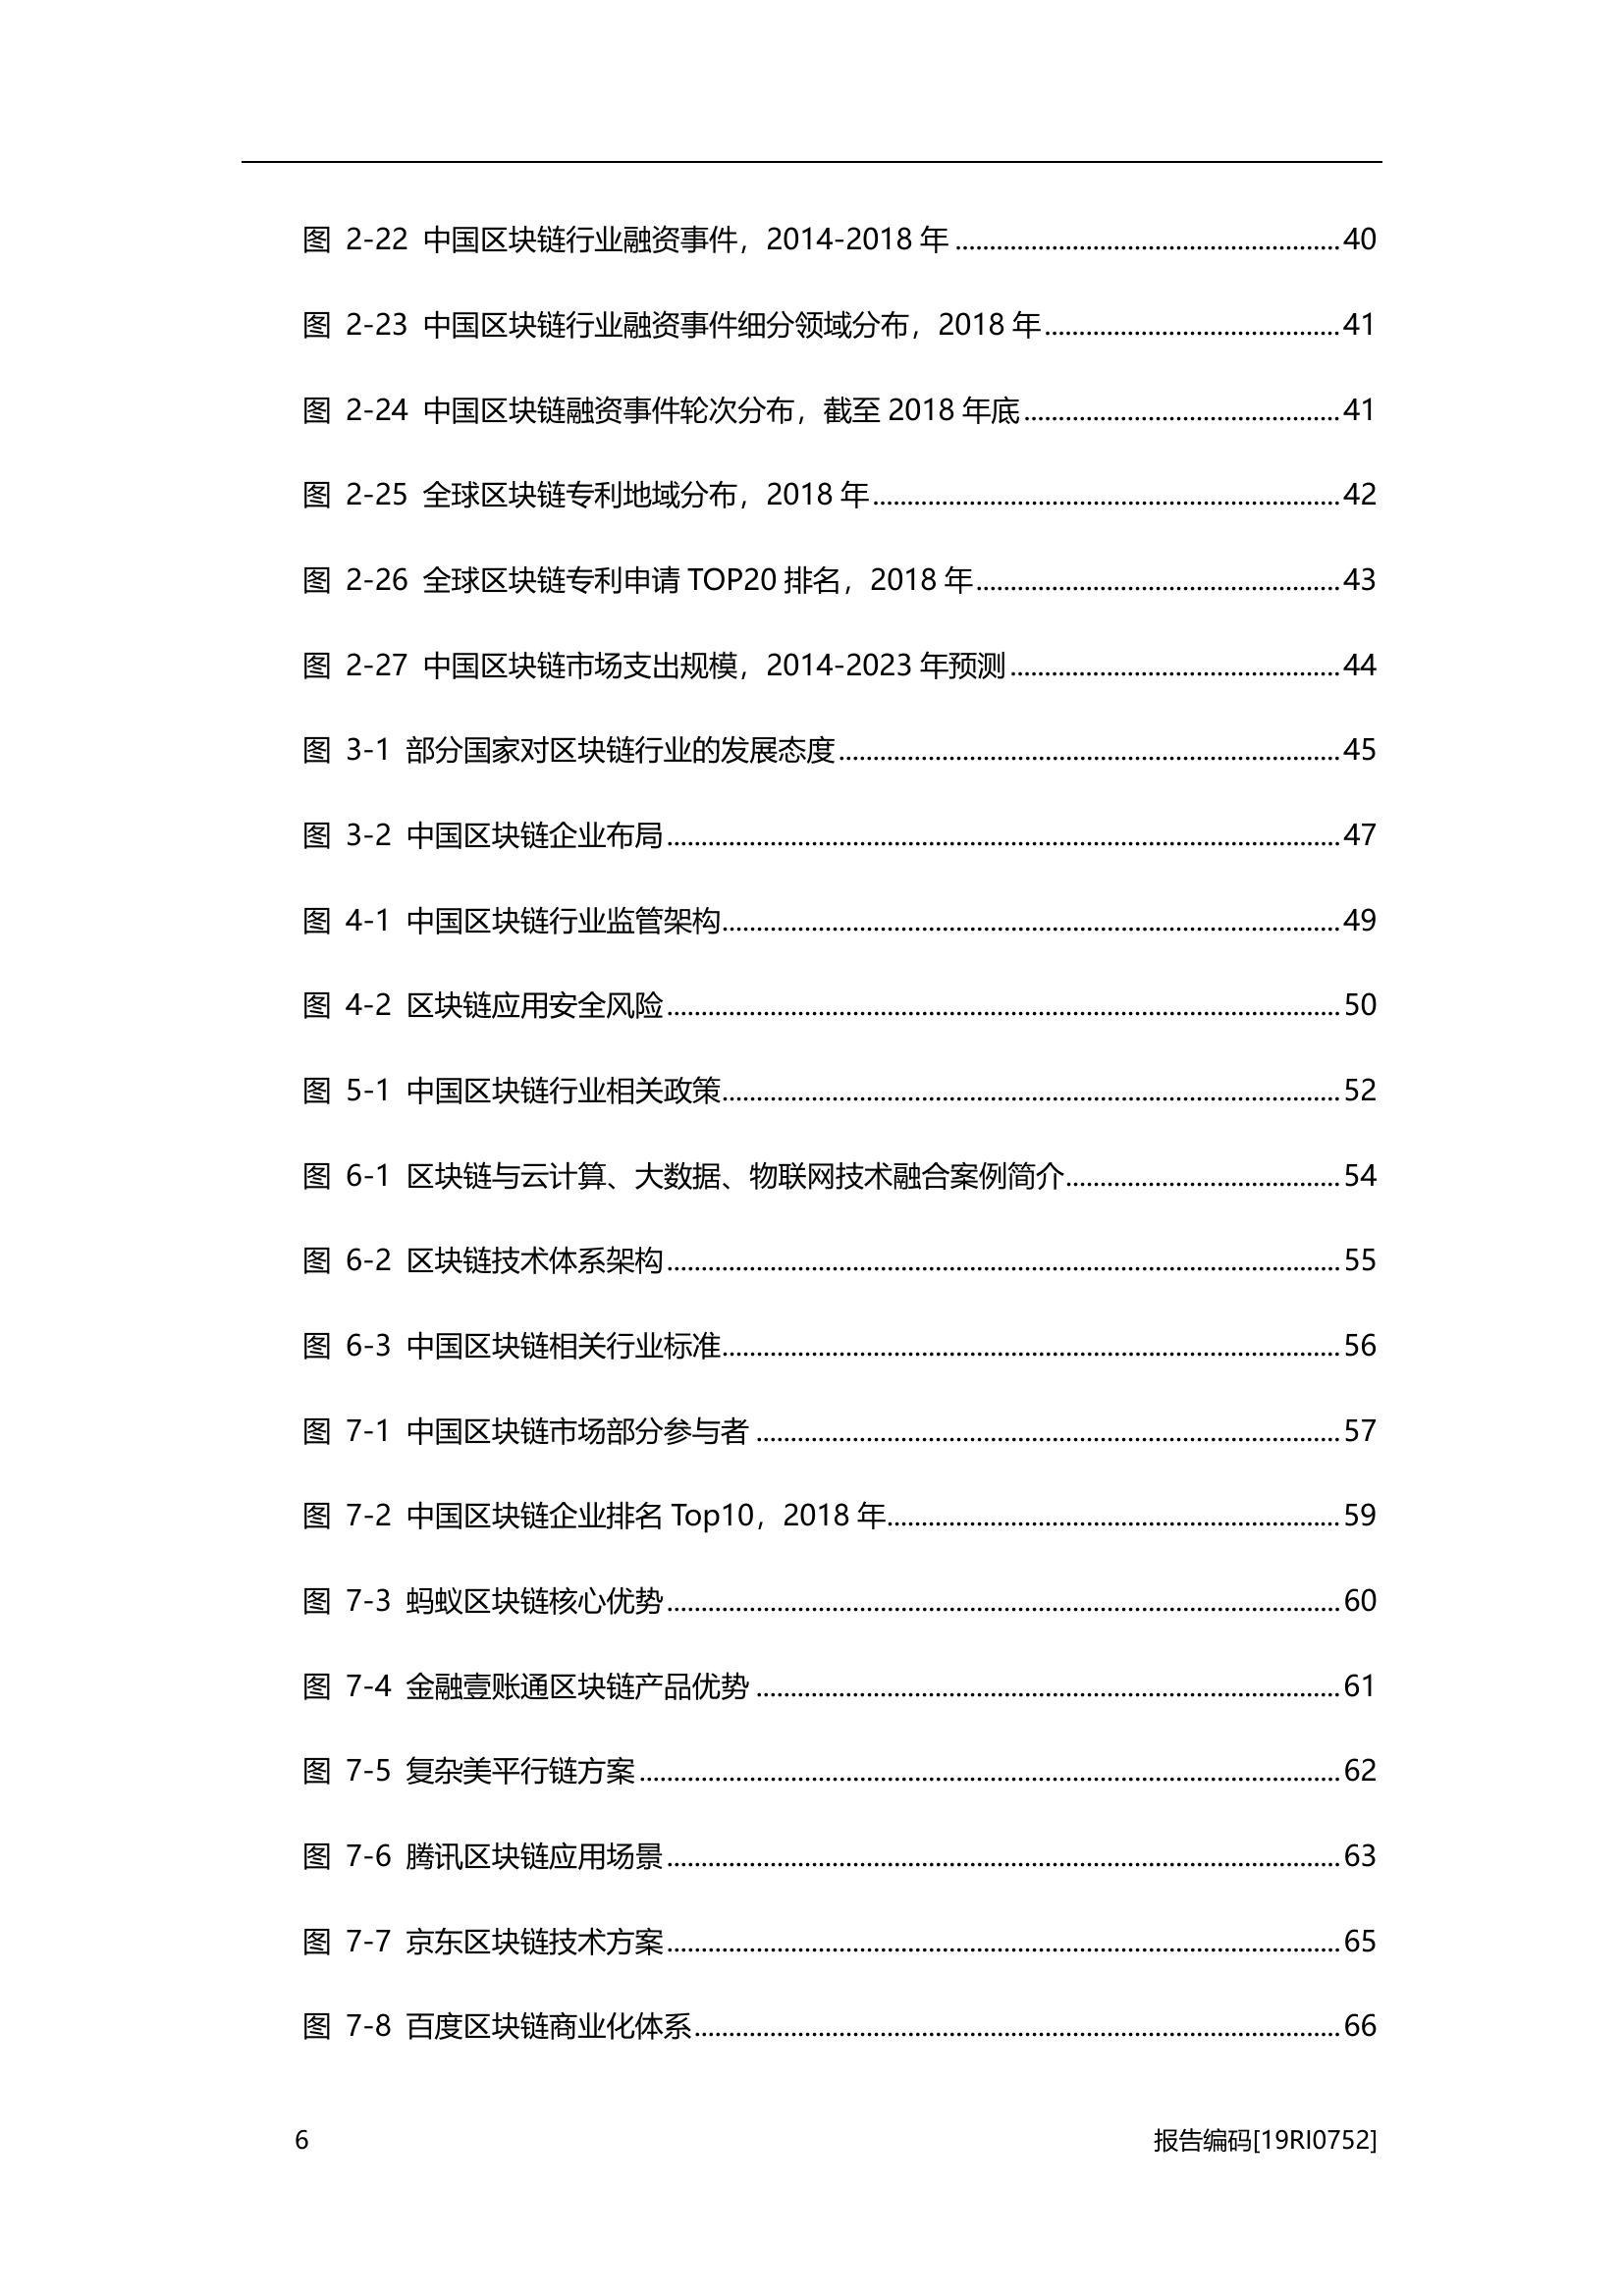 图 2-22 中国区块链行业融资事件，2014-2018 年........................................................40
图 2-23 中国区块链行业融资事件细分领域分布，2018 年...........................................41
图 2-24 中国区块链融资事件轮次分布，截至 2018 年底..............................................41
图 2-25 全球区块链专利地域分布，2018 年....................................................................42
图 2-26 全球区块链专利申请 TOP20 排名，2018 年.....................................................43
图 2-27 中国区块链市场支出规模，2014-2023 年预测................................................44
图 3-1 部分国家对区块链行业的发展态度.........................................................................45
图 3-2 中国区块链企业布局..................................................................................................47
图 4-1 中国区块链行业监管架构..........................................................................................49
图 4-2 区块链应用安全风险..................................................................................................50
图 5-1 中国区块链行业相关政策..........................................................................................52
图 6-1 区块链与云计算、大数据、物联网技术融合案例简介........................................54
图 6-2 区块链技术体系架构..................................................................................................55
图 6-3 中国区块链相关行业标准..........................................................................................56
图 7-1 中国区块链市场部分参与者.....................................................................................57
图 7-2 中国区块链企业排名 Top10，2018 年..................................................................59
图 7-3 蚂蚁区块链核心优势..................................................................................................60
图 7-4 金融壹账通区块链产品优势.....................................................................................61
图 7-5 复杂美平行链方案......................................................................................................62
图 7-6 腾讯区块链应用场景..................................................................................................63
图 7-7 京东区块链技术方案..................................................................................................65
图 7-8 百度区块链商业化体系..............................................................................................66
6 报告编码[19RI0752]